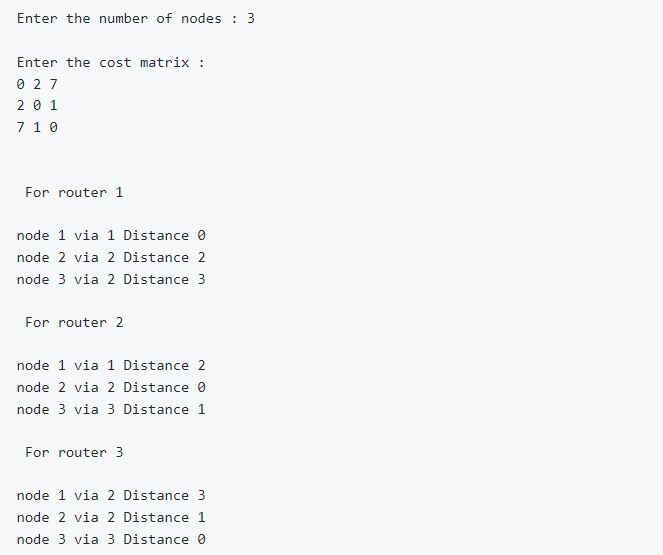 Enter the number of nodes : 3
Enter the cost matrix :
0 2 7
2 0 1
7 1 0
For router 1
node 1 via 1 Distance 0
node 2 via 2 Distance 2
node 3 via 2 Distance 3
For router 2
node 1 via 1 Distance 2
node 2 via 2 Distance 0
node 3 via 3 Distance 1
For router 3
node 1 via 2 Distance 3
node 2 via 2 Distance 1
node 3 via 3 Distance 0